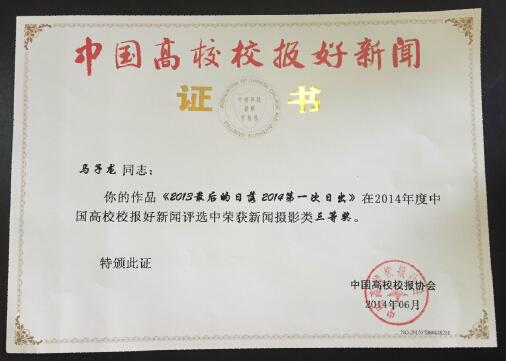 中国高校校报好新闻
证书
马子龙 同志：
你的作品《2013最后的日落 2014第一次日出》在2014年度中
国高校校报好新闻评选中荣获新闻摄影类 三等奖。
特颁此证
中国高校校报协会
2014年06月